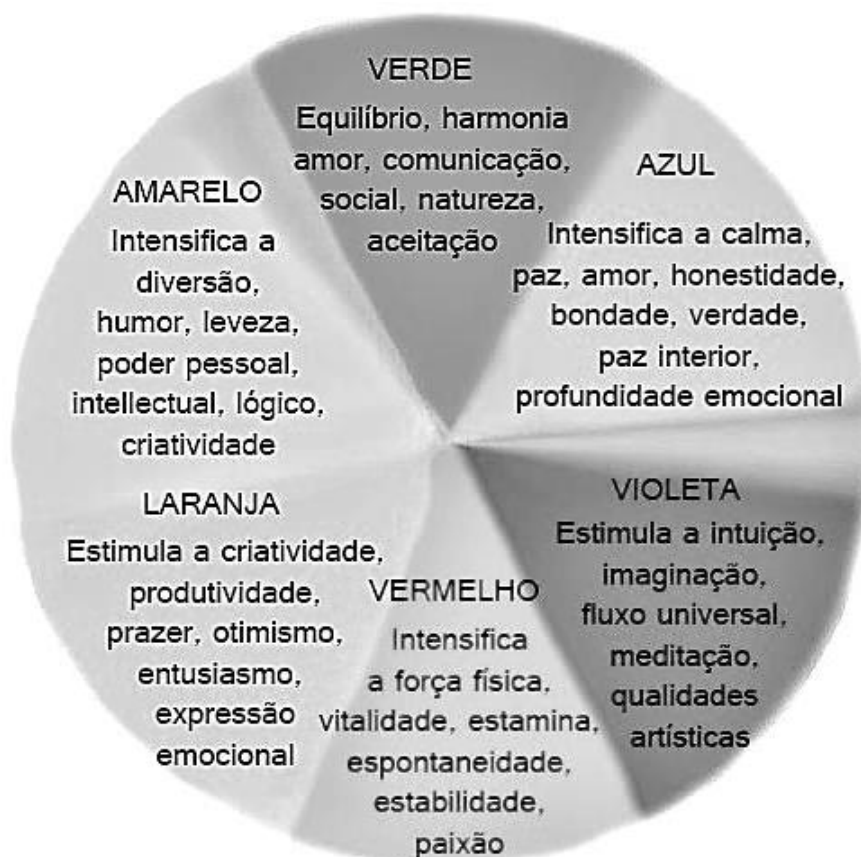 VERDE
Equilíbrio, harmonia
amor, comunicação,
social, natureza,
aceitação
AZUL
Intensifica a calma,
paz, amor, honestidade,
bondade, verdade,
paz interior,
profundidade emocional
VIOLETA
Estimula a intuição,
imaginação,
fluxo universal,
meditação,
qualidades
artísticas
VERMELHO
Intensifica
a força física,
vitalidade, estamina,
espontaneidade,
estabilidade,
paixão
LARANJA
Estimula a criatividade,
produtividade,
prazer, otimismo,
entusiasmo,
expressão
emocional
AMARELO
Intensifica a
diversão,
humor, leveza,
poder pessoal,
intellectual, lógico,
criatividade